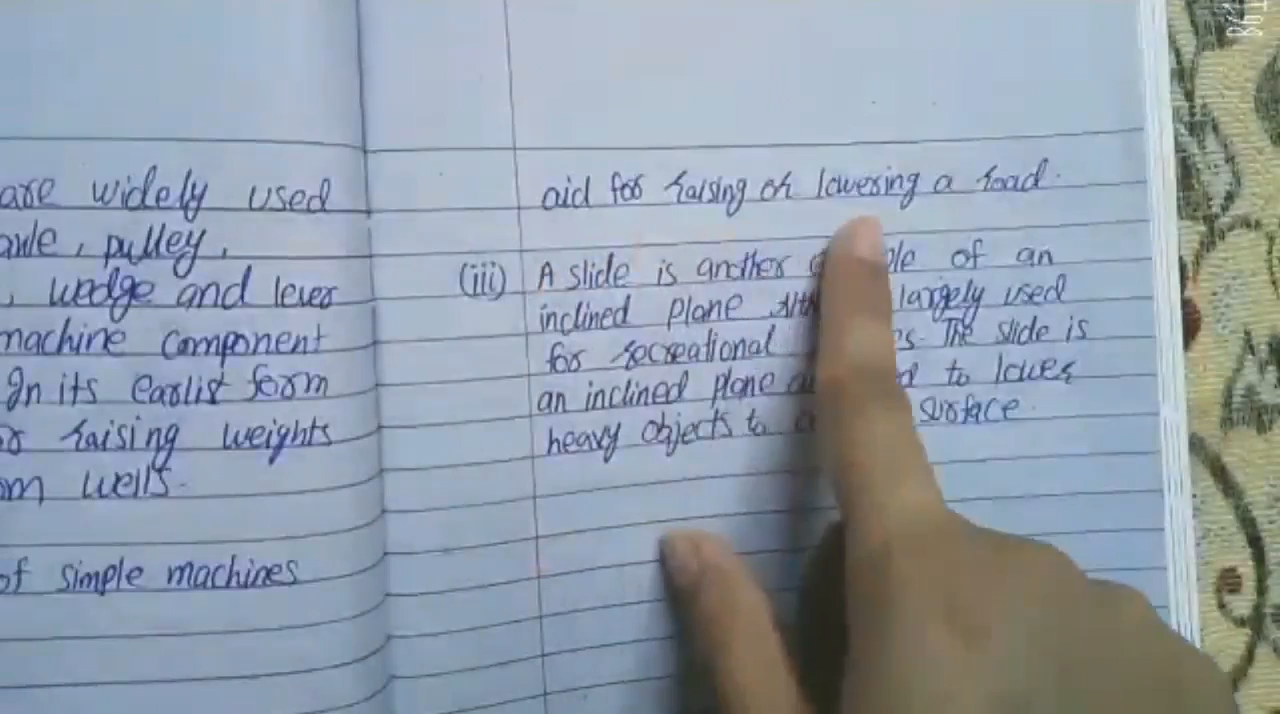 are widely used
axle, pulley,
, wedge and lever
machine component
In its earlist form
raising weights
wells.
of simple machines
aid for raising or lowering a road.
(iii) A slide is another of an
inclined plane largely used
for recreational The slide is
an inclined plane to lower
heavy objects to surface.